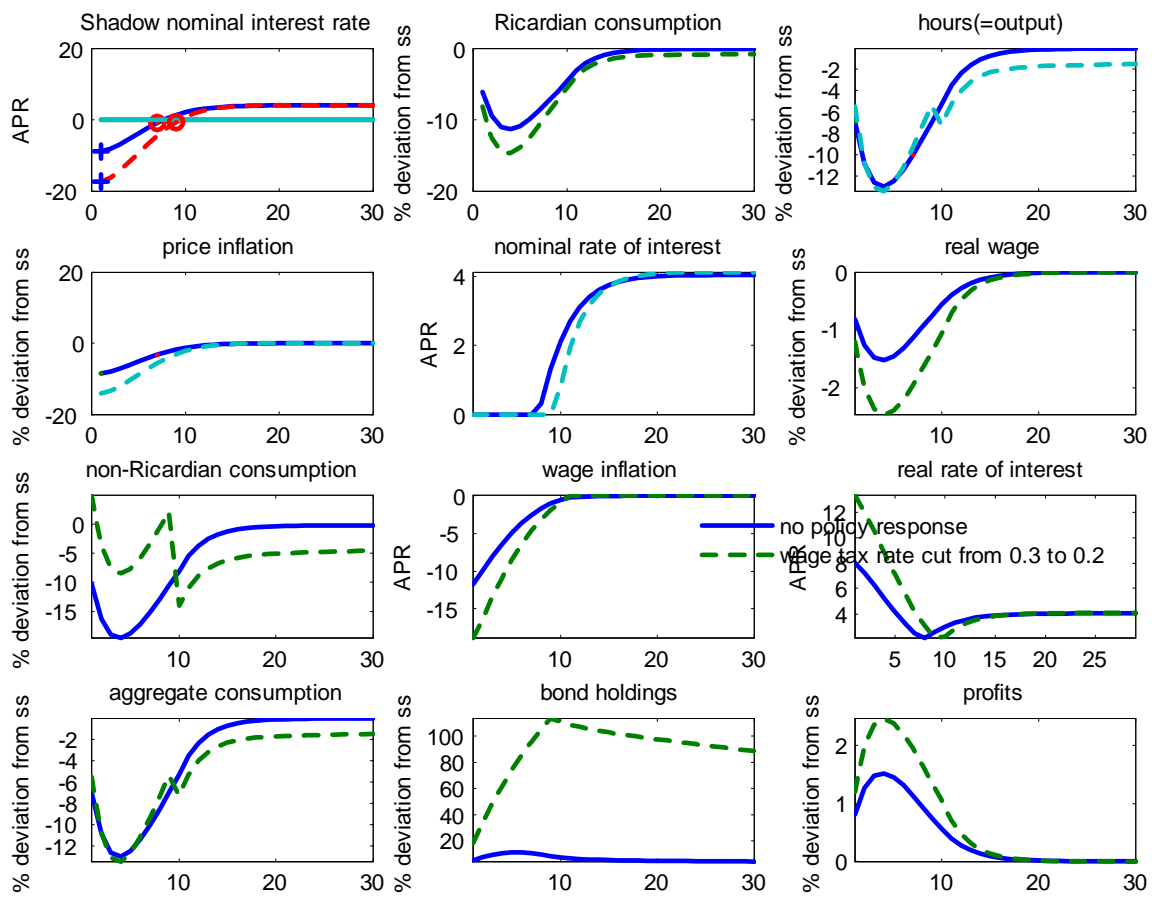 Shadow nominal interest rate
APR
20
0
-20
0 10 20 30
Ricardian consumption
% deviation from ss
0
-10
-20
0 10 20 30
hours(=output)
% deviation from ss
-2
-4
-6
-8
-10
-12
10 20 30
price inflation
% deviation from ss
20
0
-20
0 10 20 30
nominal rate of interest
APR
4
2
0
10 20 30
real wage
% deviation from ss
0
-1
-2
10 20 30
non-Ricardian consumption
% deviation from ss
0
-5
-10
-15
10 20 30
wage inflation
APR
0
-5
-10
-15
10 20 30
real rate of interest
APR
12
10
8
6
4
5 10 15 20 25
no policy response
wage tax rate cut from 0.3 to 0.2
aggregate consumption
% deviation from ss
-2
-4
-6
-8
-10
-12
10 20 30
bond holdings
% deviation from ss
100
80
60
40
20
10 20 30
profits
% deviation from ss
2
1
0
10 20 30